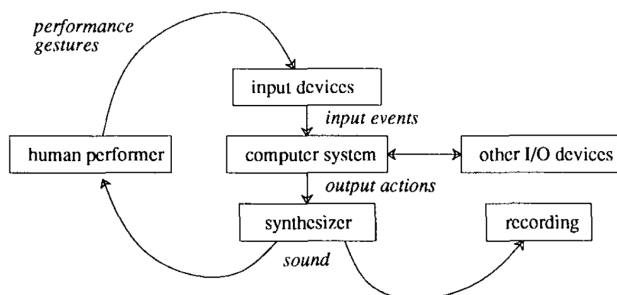 performance
gestures
input devices
input events
human performer
computer system
other I/O devices
output actions
synthesizer
recording
sound